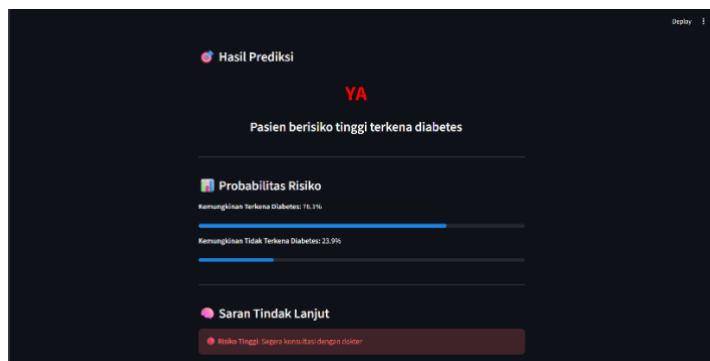 Deploy
Hasil Prediksi
YA
Pasien berisiko tinggi terkena diabetes
Probabilitas Risiko
Kemungkinan Terkena Diabetes: 76.1%
Kemungkinan Tidak Terkena Diabetes: 23.9%
Saran Tindak Lanjut
Risiko Tinggi: Segera konsultasi dengan dokter